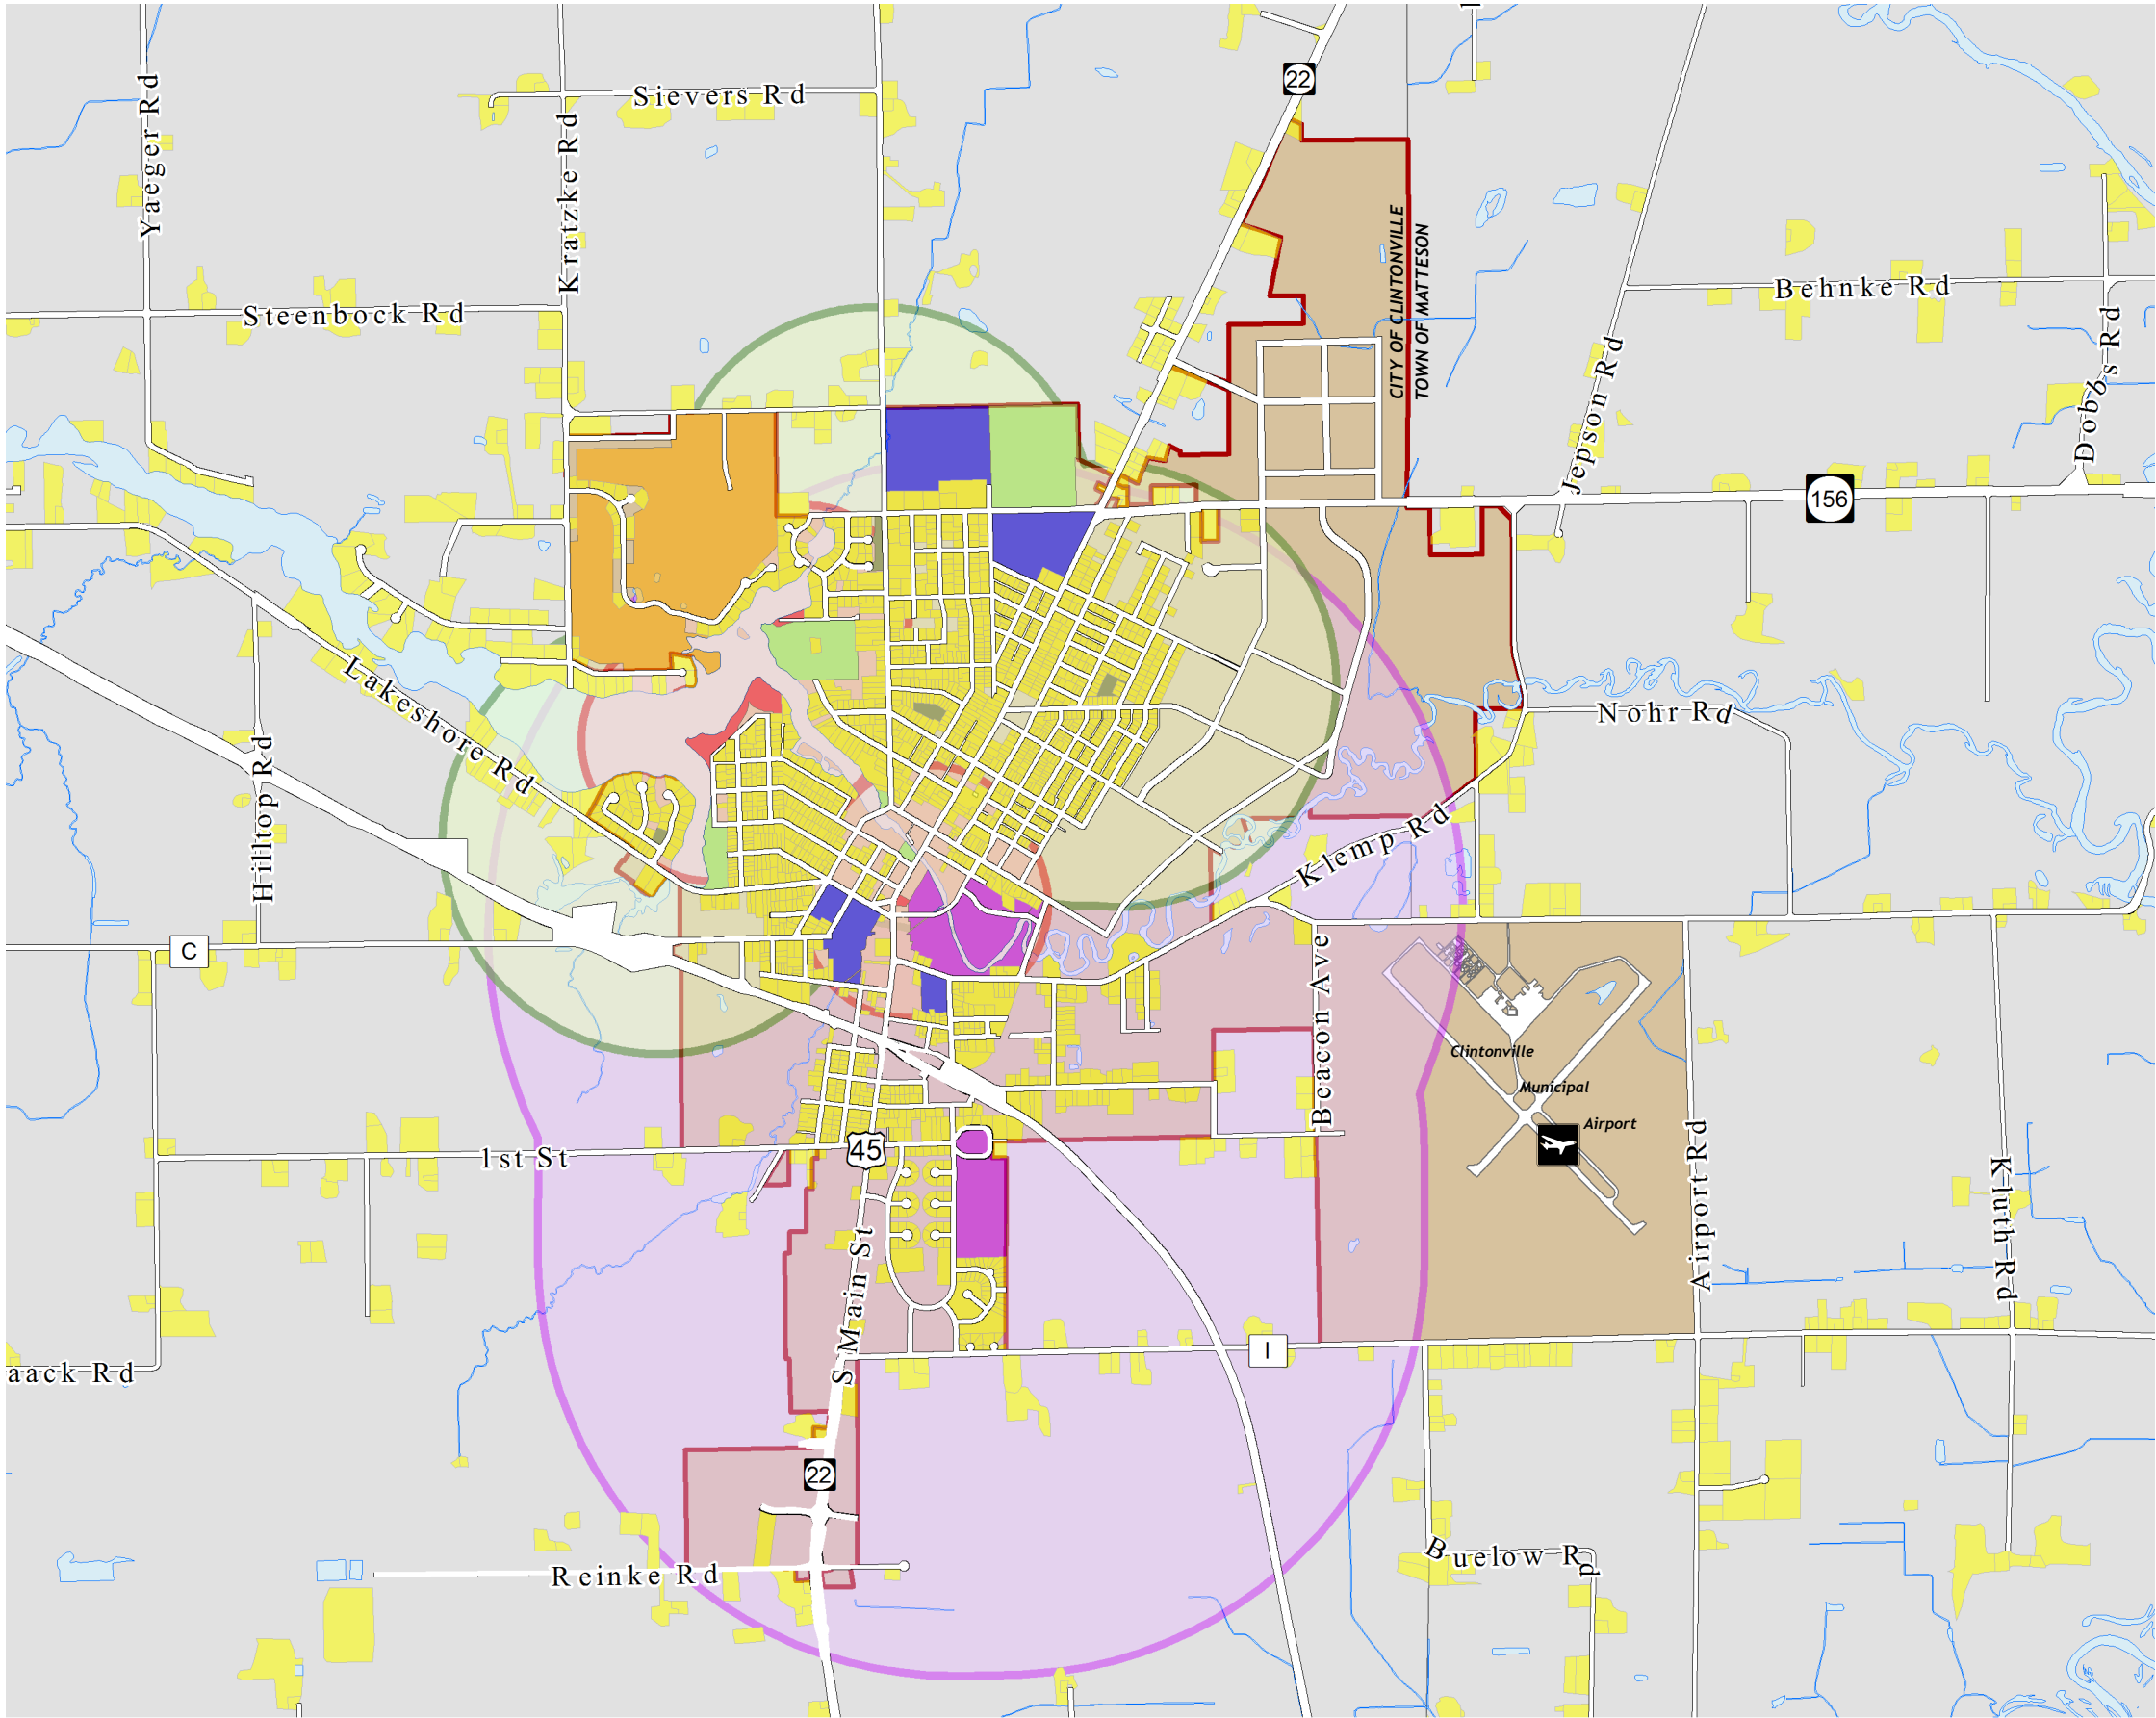 22
Sievers Rd
Yaeger Rd
Kratzke Rd
CITY OF CLINTONVILLE
TOWN OF MATTESON
Behnke Rd
Steenbock Rd
Dobbs Rd
Jepson Rd
156
Lakeshore Rd
Nohr Rd
Hilltop Rd
Klemp Rd
C
Beacon Ave
Clintonville
Municipal
Airport
45
1st St
Airport Rd
Kluth Rd
S Main St
I
aack Rd
22
Buelow Rd
Reinke Rd